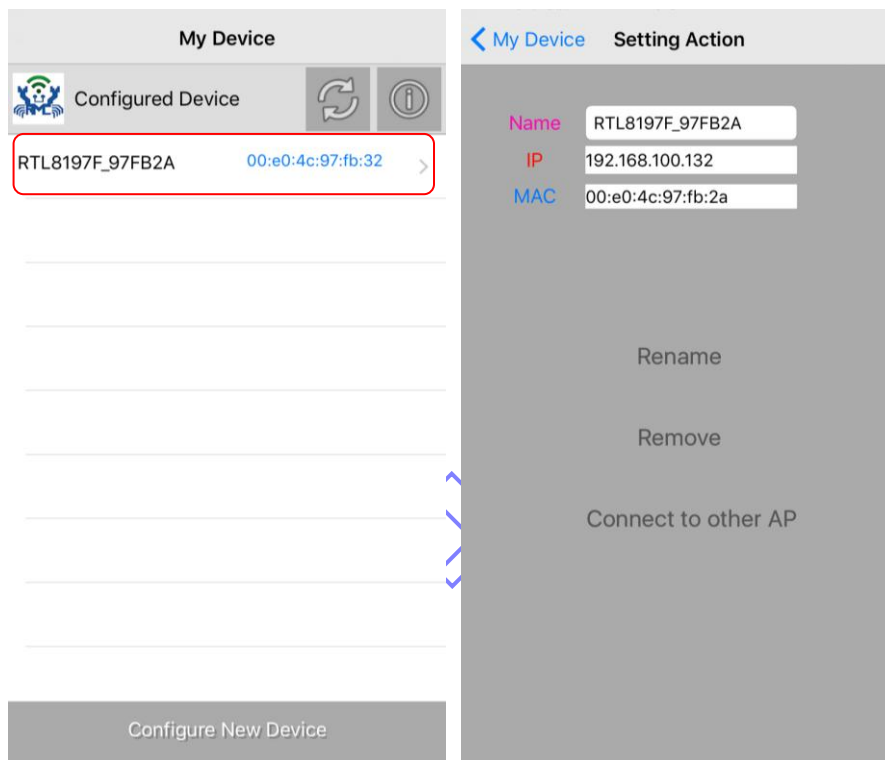 My Device
Configured Device
RTL8197F_97FB2A 00:e0:4c:97:fb:32
Configure New Device
My Device Setting Action
Name RTL8197F_97FB2A
IP 192.168.100.132
MAC 00:e0:4c:97:fb:2a
Rename
Remove
Connect to other AP